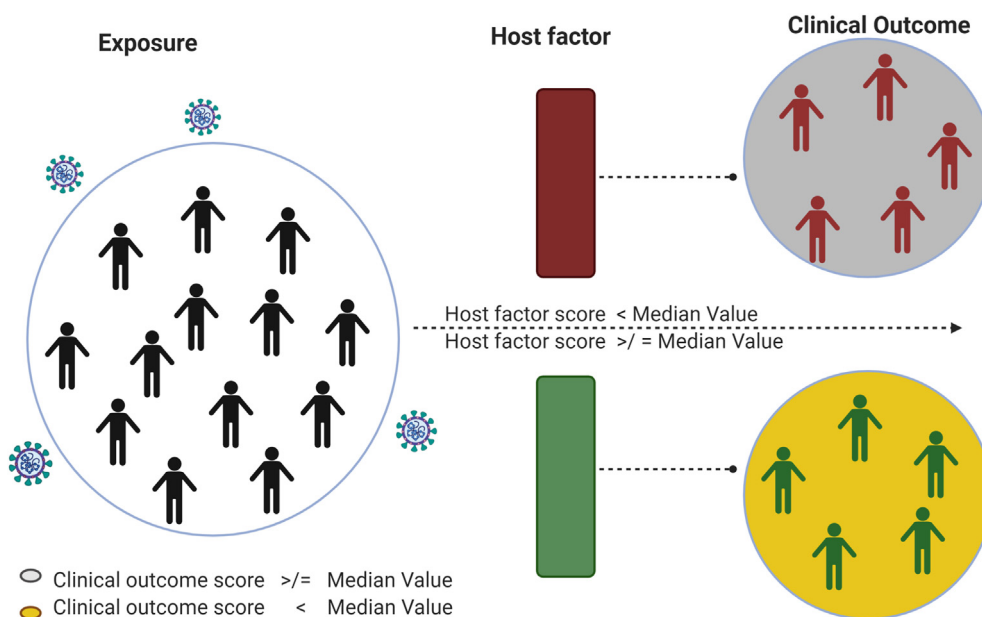 Exposure
Host factor
Clinical Outcome
Host factor score < Median Value
Host factor score >/ = Median Value
Clinical outcome score >/= Median Value
Clinical outcome score < Median Value